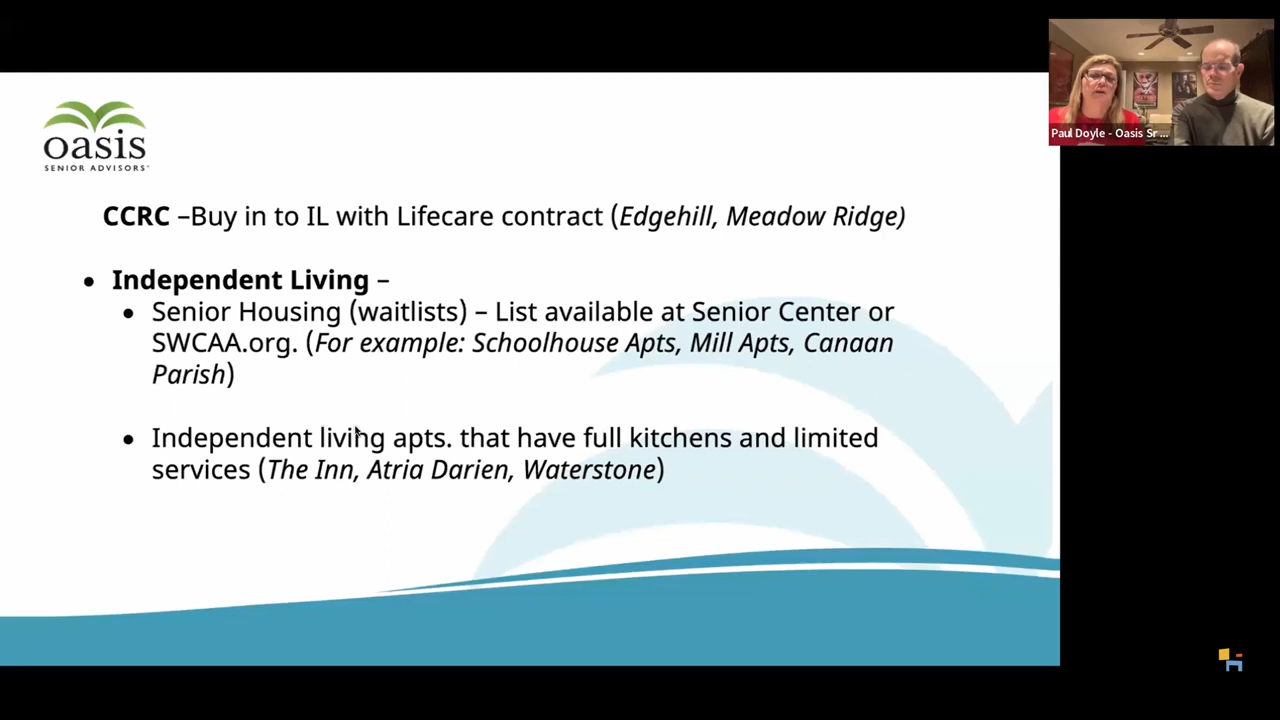 Paul Doyle - Oasis Sr ...
oasis
SENIOR ADVISORS
CCRC –Buy in to IL with Lifecare contract (Edgehill, Meadow Ridge)
• Independent Living –
• Senior Housing (waitlists) – List available at Senior Center or
SWCAA.org. (For example: Schoolhouse Apts, Mill Apts, Canaan
Parish)
• Independent living apts. that have full kitchens and limited
services (The Inn, Atria Darien, Waterstone)